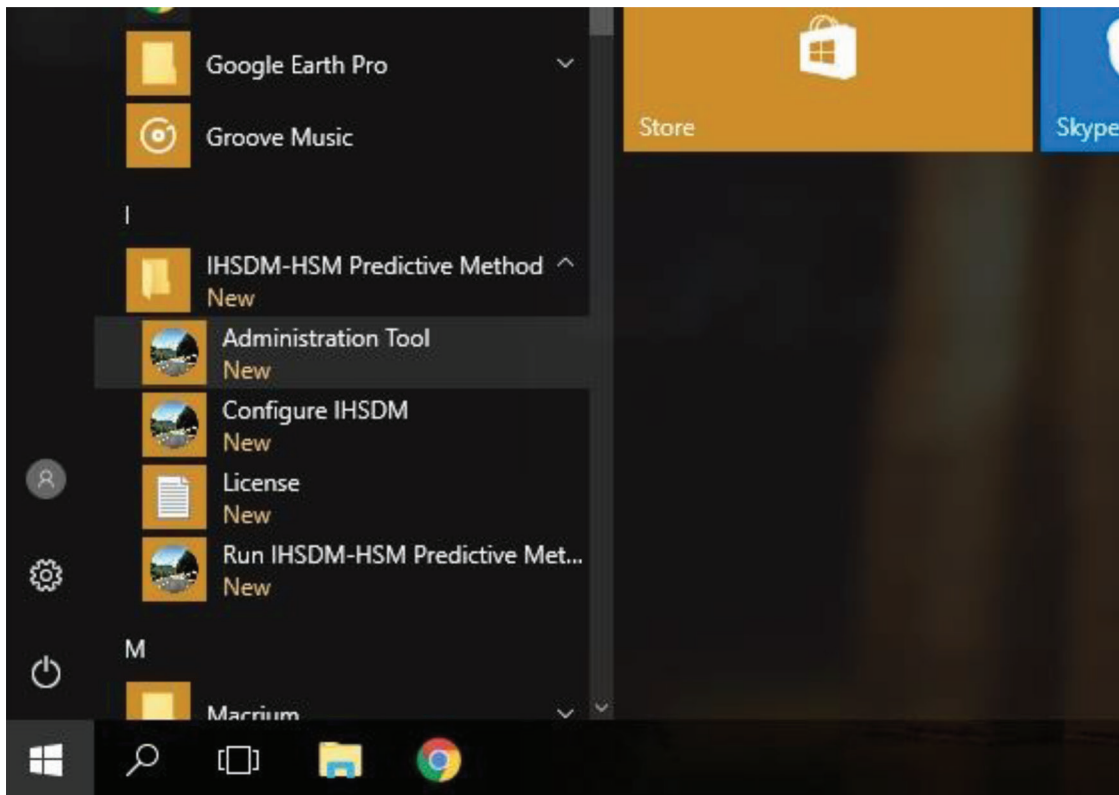 Google Earth Pro
Groove Music
I
IHSDM-HSM Predictive Method
New
Administration Tool
New
Configure IHSDM
New
License
New
Run IHSDM-HSM Predictive Met...
New
M
Macrium
Store
Skype